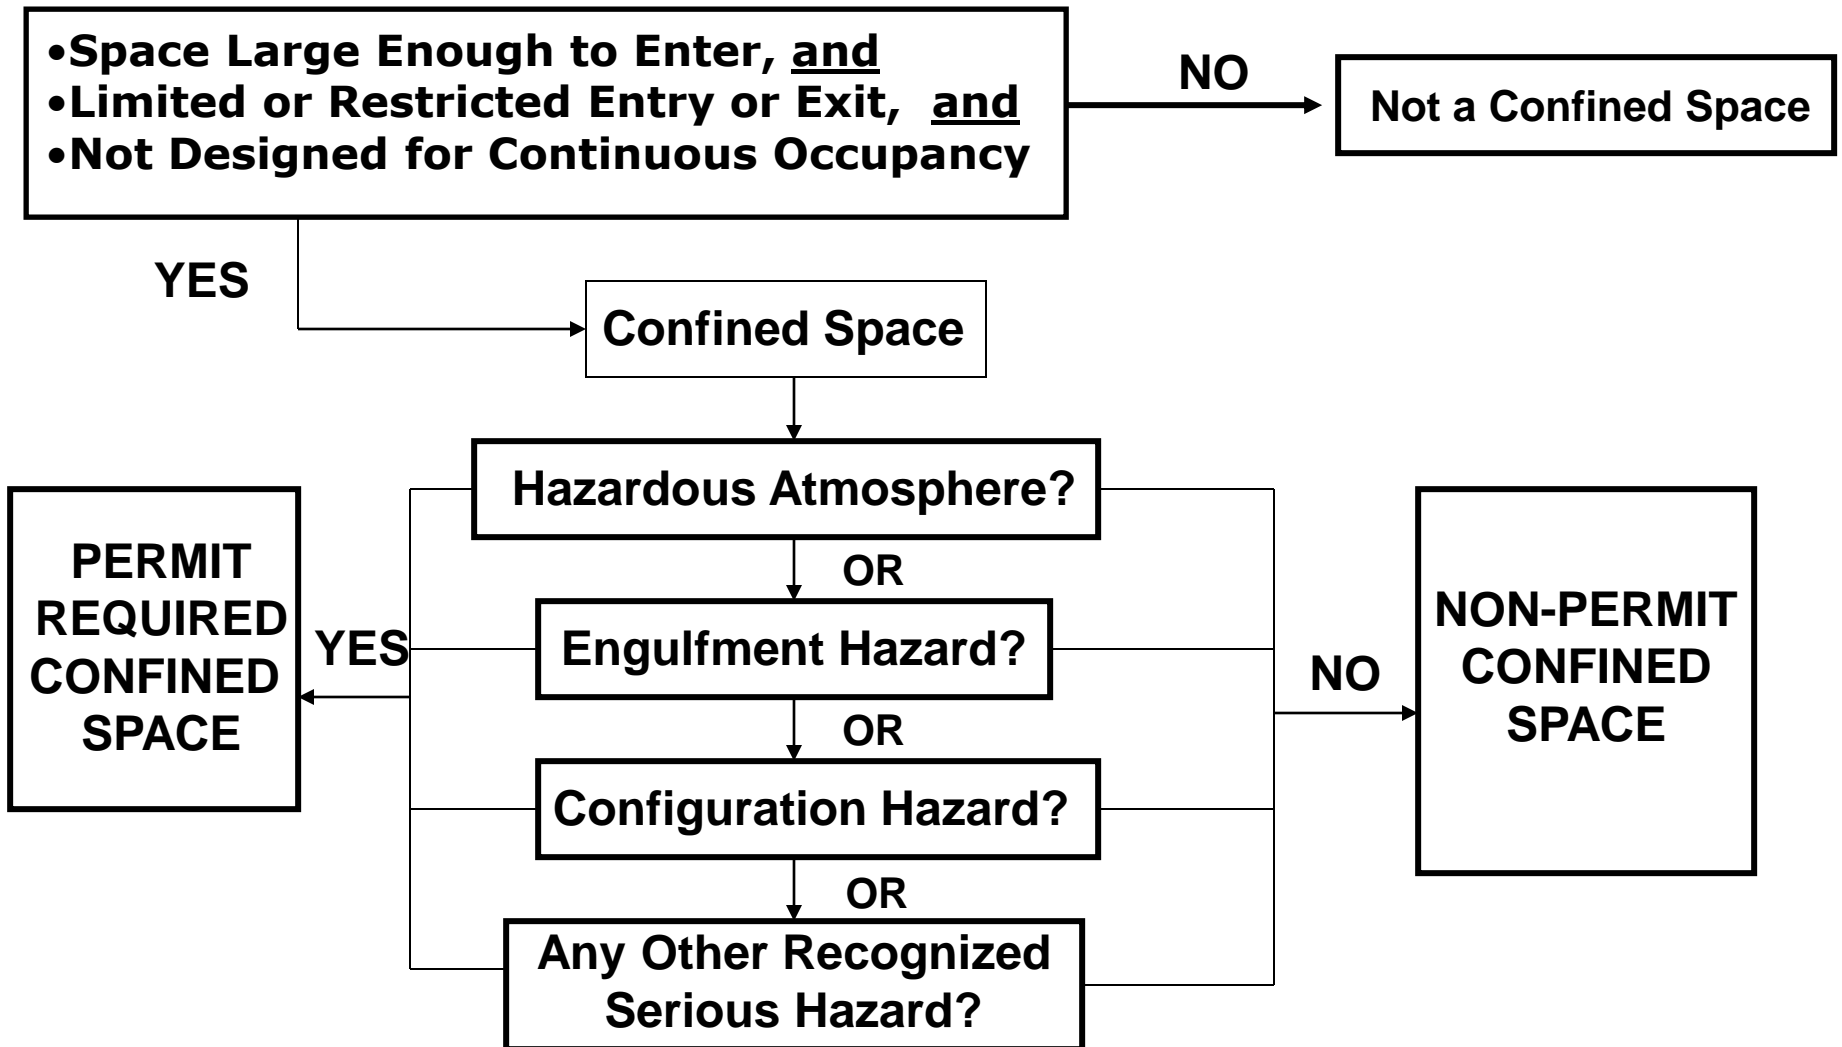 •Space Large Enough to Enter, and
•Limited or Restricted Entry or Exit, and
•Not Designed for Continuous Occupancy
NO
Not a Confined Space
YES
Confined Space
Hazardous Atmosphere?
OR
Engulfment Hazard?
OR
Configuration Hazard?
OR
Any Other Recognized
Serious Hazard?
YES
PERMIT
REQUIRED
CONFINED
SPACE
NO
NON-PERMIT
CONFINED
SPACE